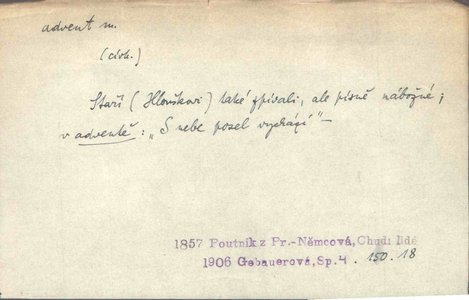 advent m.
(círk.)
Staří (Hlouškovi) také zpívali, ale písně nábožné;
v adventě: „S nebe posel vychází" –
1857 Poutník z Pr.-Němcová, Chudí lidé
1906 Gebauerová, Sp. 4. 150.18